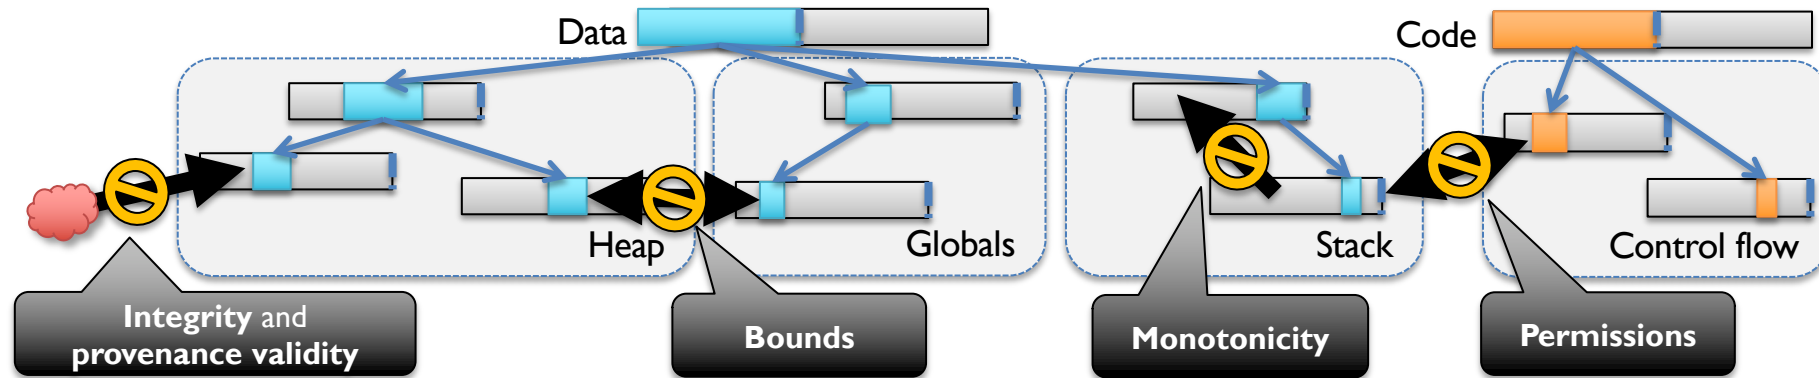 Data
Code
Heap
Globals
Stack
Control flow
Integrity and
provenance validity
Bounds
Monotonicity
Permissions